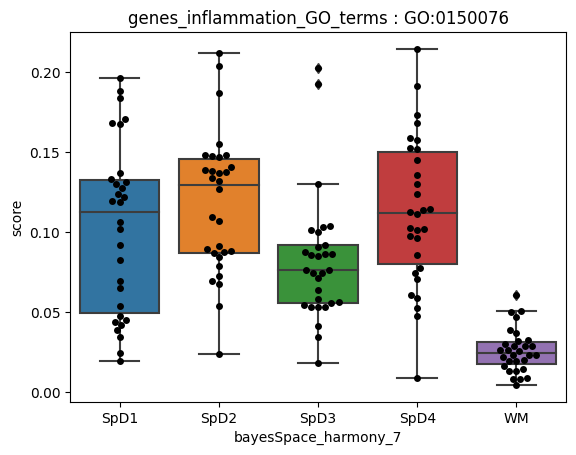 genes_inflammation_GO_terms : GO:0150076
score
0.20
0.15
0.10
0.05
0.00
SpD1 SpD2 SpD3 SpD4 WM
bayesSpace_harmony_7